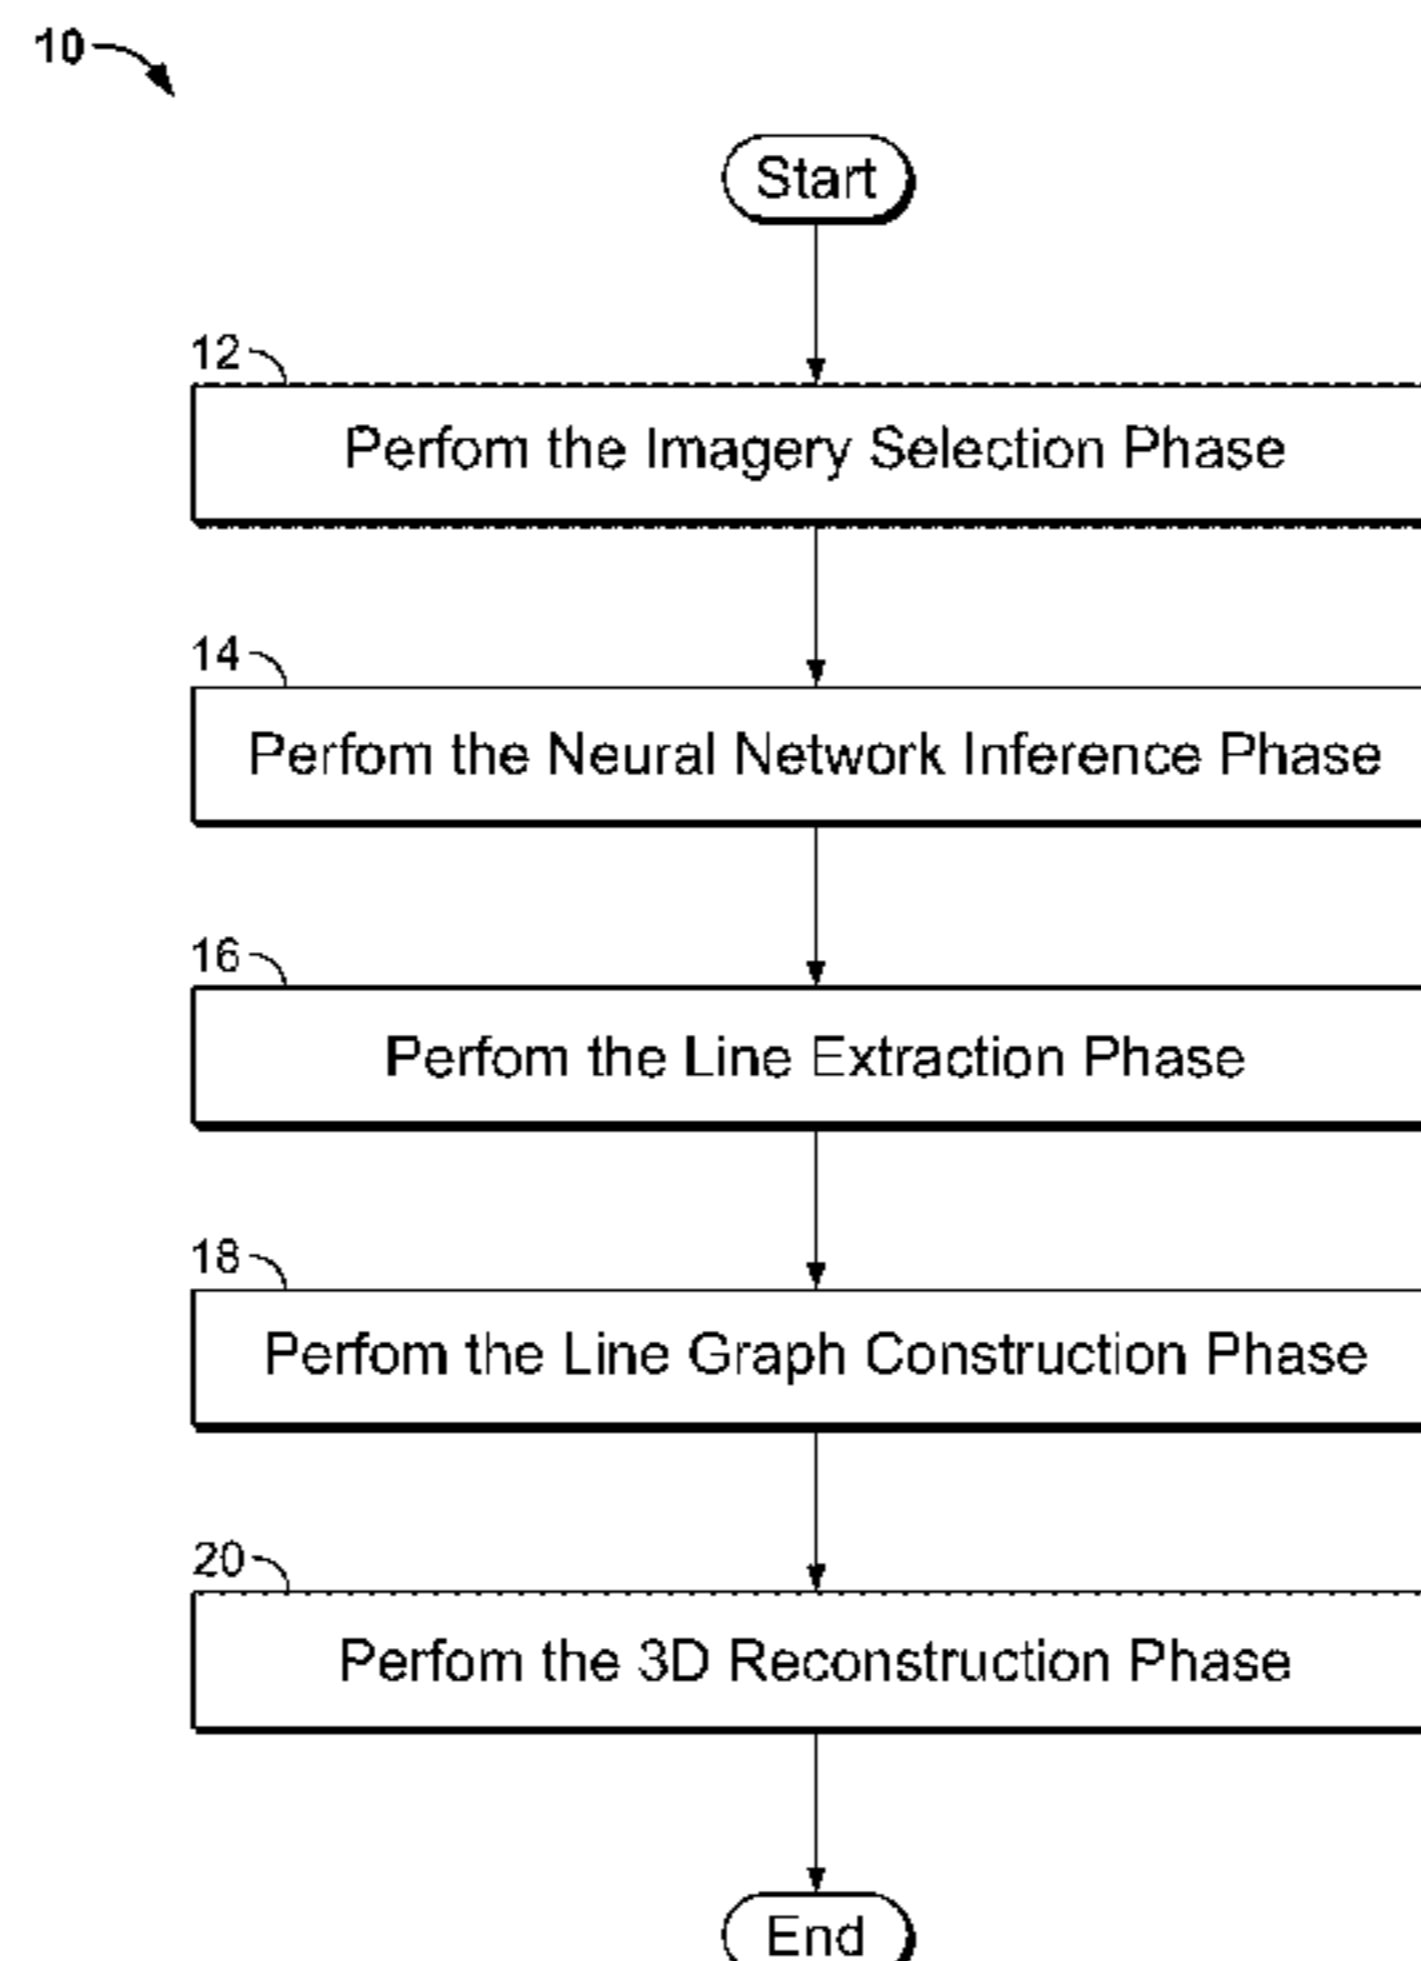 10
Start
12
Perfom the Imagery Selection Phase
14
Perfom the Neural Network Inference Phase
16
Perfom the Line Extraction Phase
18
Perfom the Line Graph Construction Phase
20
Perfom the 3D Reconstruction Phase
End